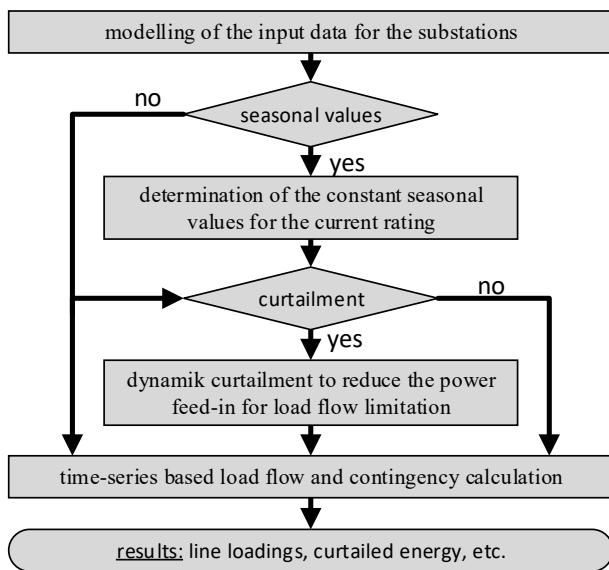 modelling of the input data for the substations
no
seasonal values
yes
determination of the constant seasonal
values for the current rating
curtailment
no
yes
dynamik curtailment to reduce the power
feed-in for load flow limitation
time-series based load flow and contingency calculation
results: line loadings, curtailed energy, etc.